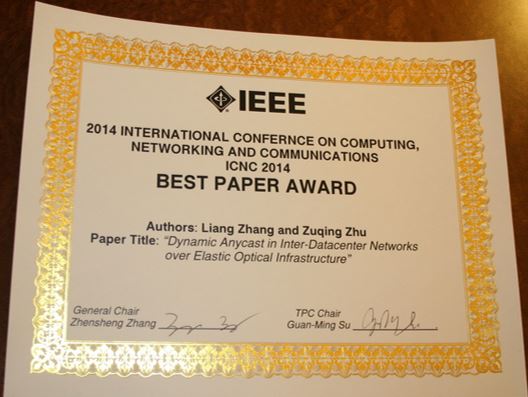 IEEE
2014 INTERNATIONAL CONFERNCE ON COMPUTING,
NETWORKING AND COMMUNICATIONS
ICNC 2014
BEST PAPER AWARD
Authors: Liang Zhang and Zuqing Zhu
Paper Title: “Dynamic Anycast in Inter-Datacenter Networks
over Elastic Optical Infrastructure”
General Chair
Zhensheng Zhang
TPC Chair
Guan-Ming Su